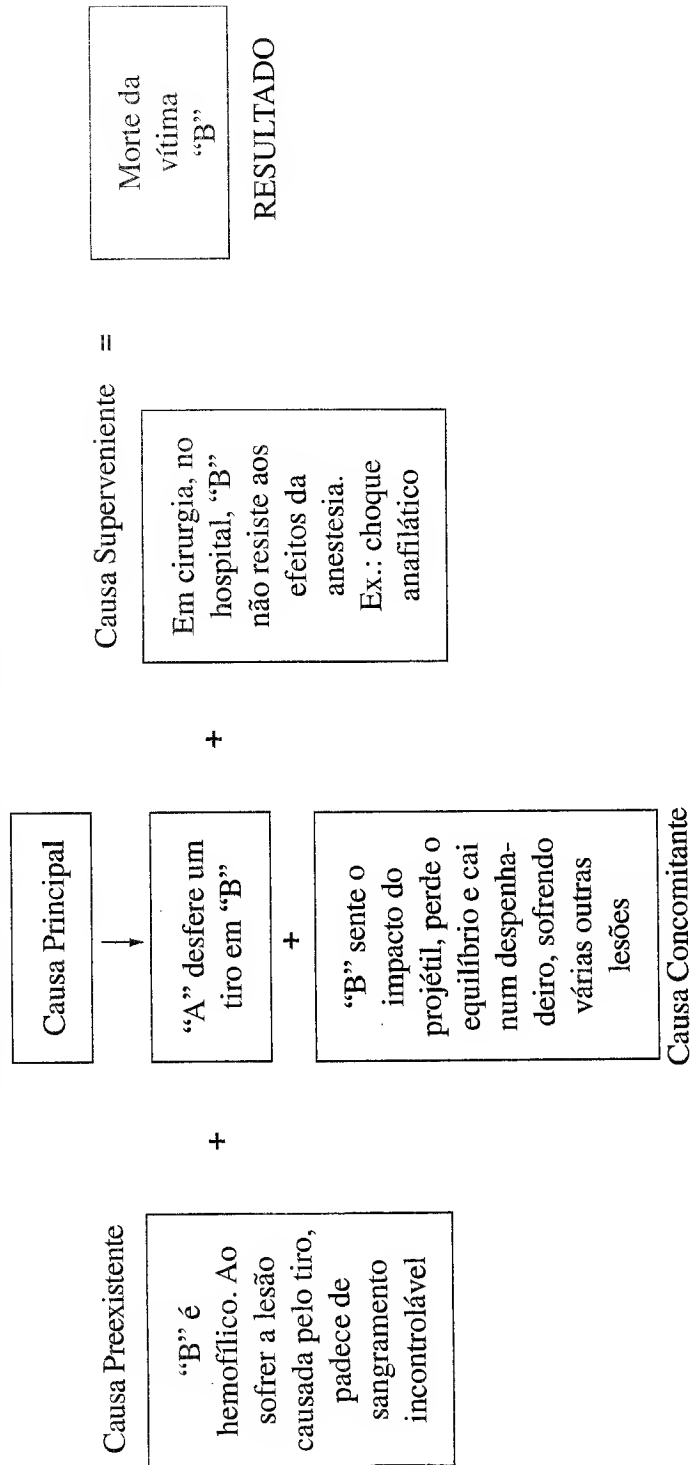 Causa Preexistente
“B” é
hemofílico. Ao
sofrer a lesão
causada pelo tiro,
padece de
sangramento
incontrolável
+
Causa Principal
“A” desfere um
tiro em “B”
+
“B” sente o
impacto do
projétil, perde o
equilíbrio e cai
num despenha-
deiro, sofrendo
várias outras
lesões
Causa Concomitante
+
Causa Superveniente
Em cirurgia, no
hospital, “B”
não resiste aos
efeitos da
anestesia.
Ex.: choque
anafilático
=
Morte da
vítima
“B”
RESULTADO